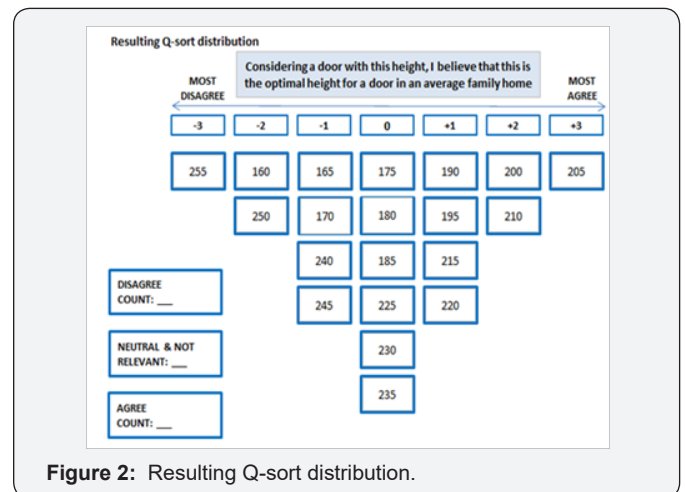 Resulting Q-sort distribution
Considering a door with this height, I believe that this is
the optimal height for a door in an average family home
MOST
DISAGREE
MOST
AGREE
-3 -2 -1 0 +1 +2 +3
255 160 165 175 190 200 205
250 170 180 195 210
240 185 215
245 225 220
230
235
DISAGREE
COUNT: __
NEUTRAL & NOT
RELEVANT: __
AGREE
COUNT: __
Figure 2: Resulting Q-sort distribution.